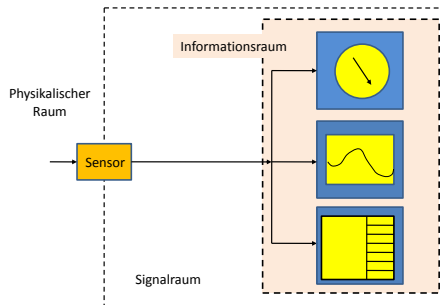 Informationsraum
Physikalischer
Raum
Sensor
Signalraum